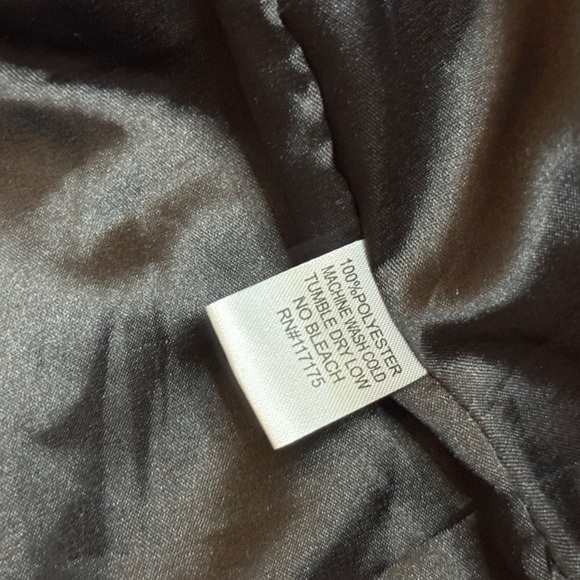 100%POLYESTER
MACHINE WASH COLD
TUMBLE DRY LOW
NO BLEACH
RN#117175